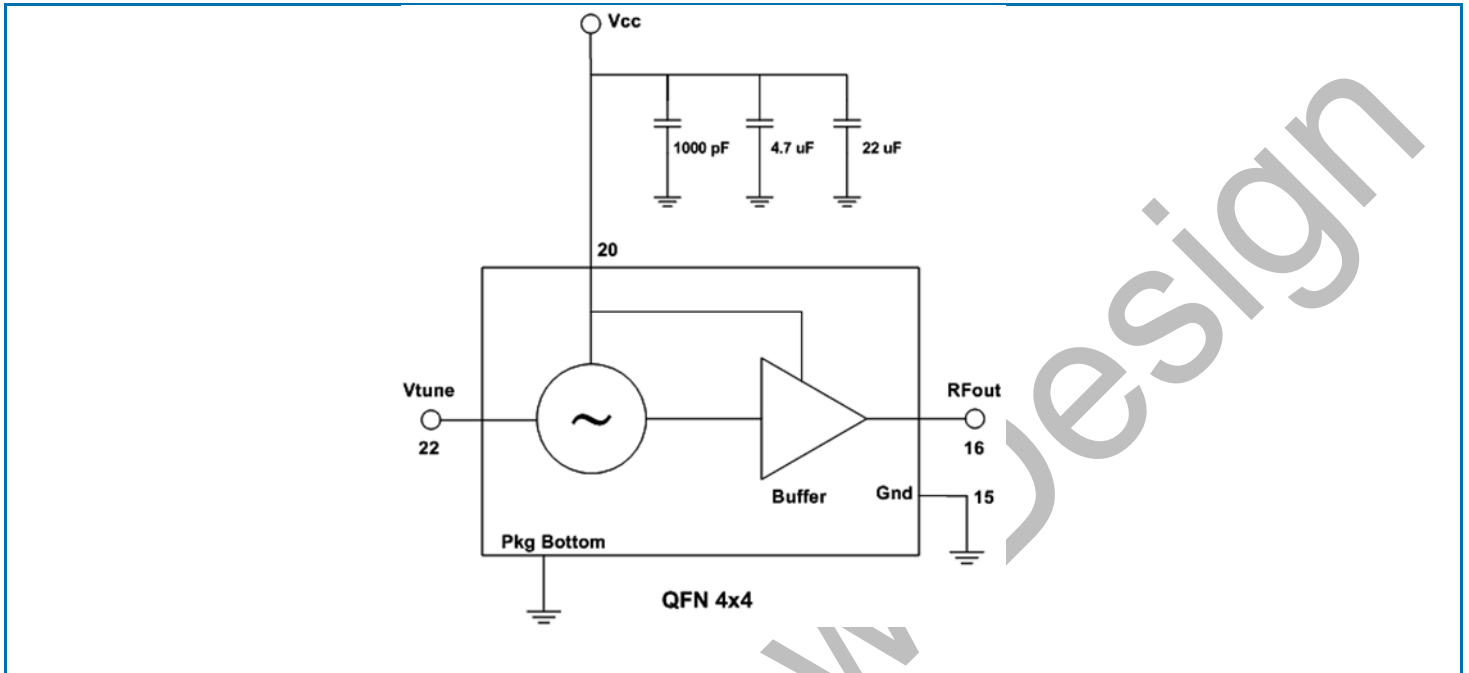 Vcc
1000 pF
4.7 uF
22 uF
20
Vtune
22
RFout
16
Buffer
Gnd
15
Pkg Bottom
QFN 4x4
Design